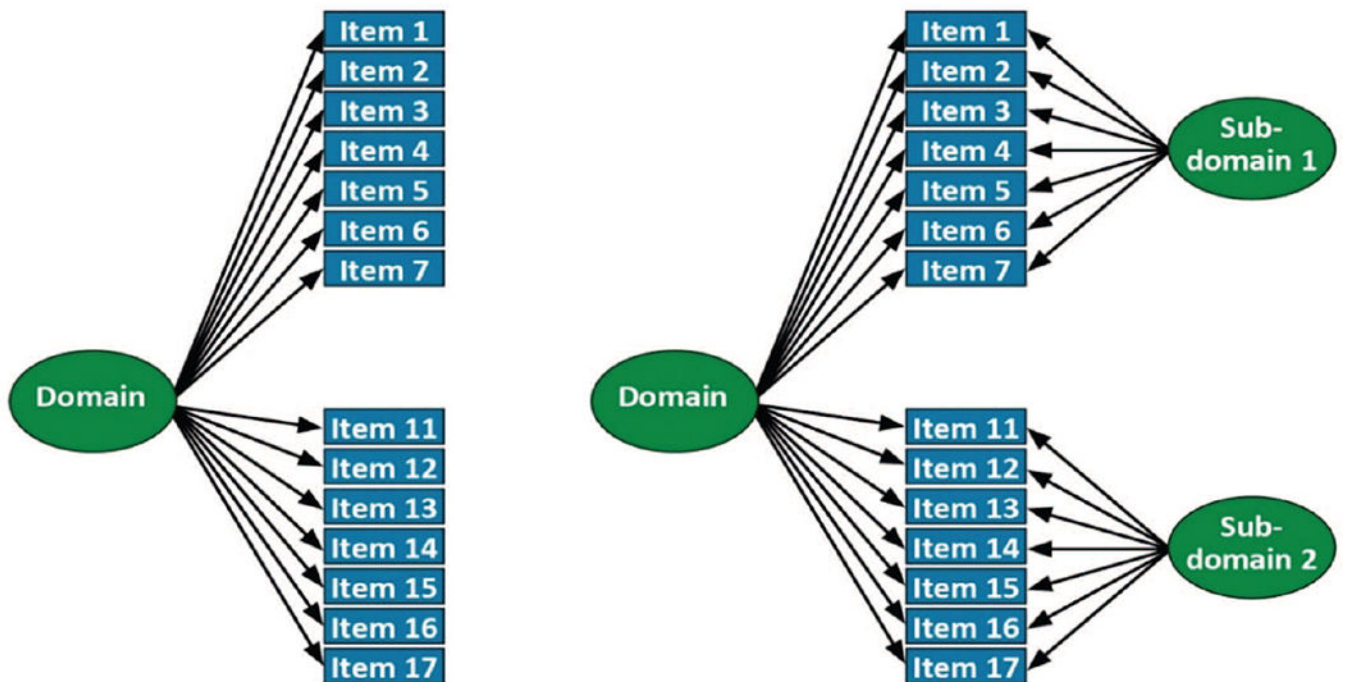 Item 1
Item 2
Item 3
Item 4
Item 5
Item 6
Item 7
Domain
Item 11
Item 12
Item 13
Item 14
Item 15
Item 16
Item 17
Item 1
Item 2
Item 3
Item 4
Item 5
Item 6
Item 7
Sub-
domain 1
Domain
Item 11
Item 12
Item 13
Item 14
Item 15
Item 16
Item 17
Sub-
domain 2